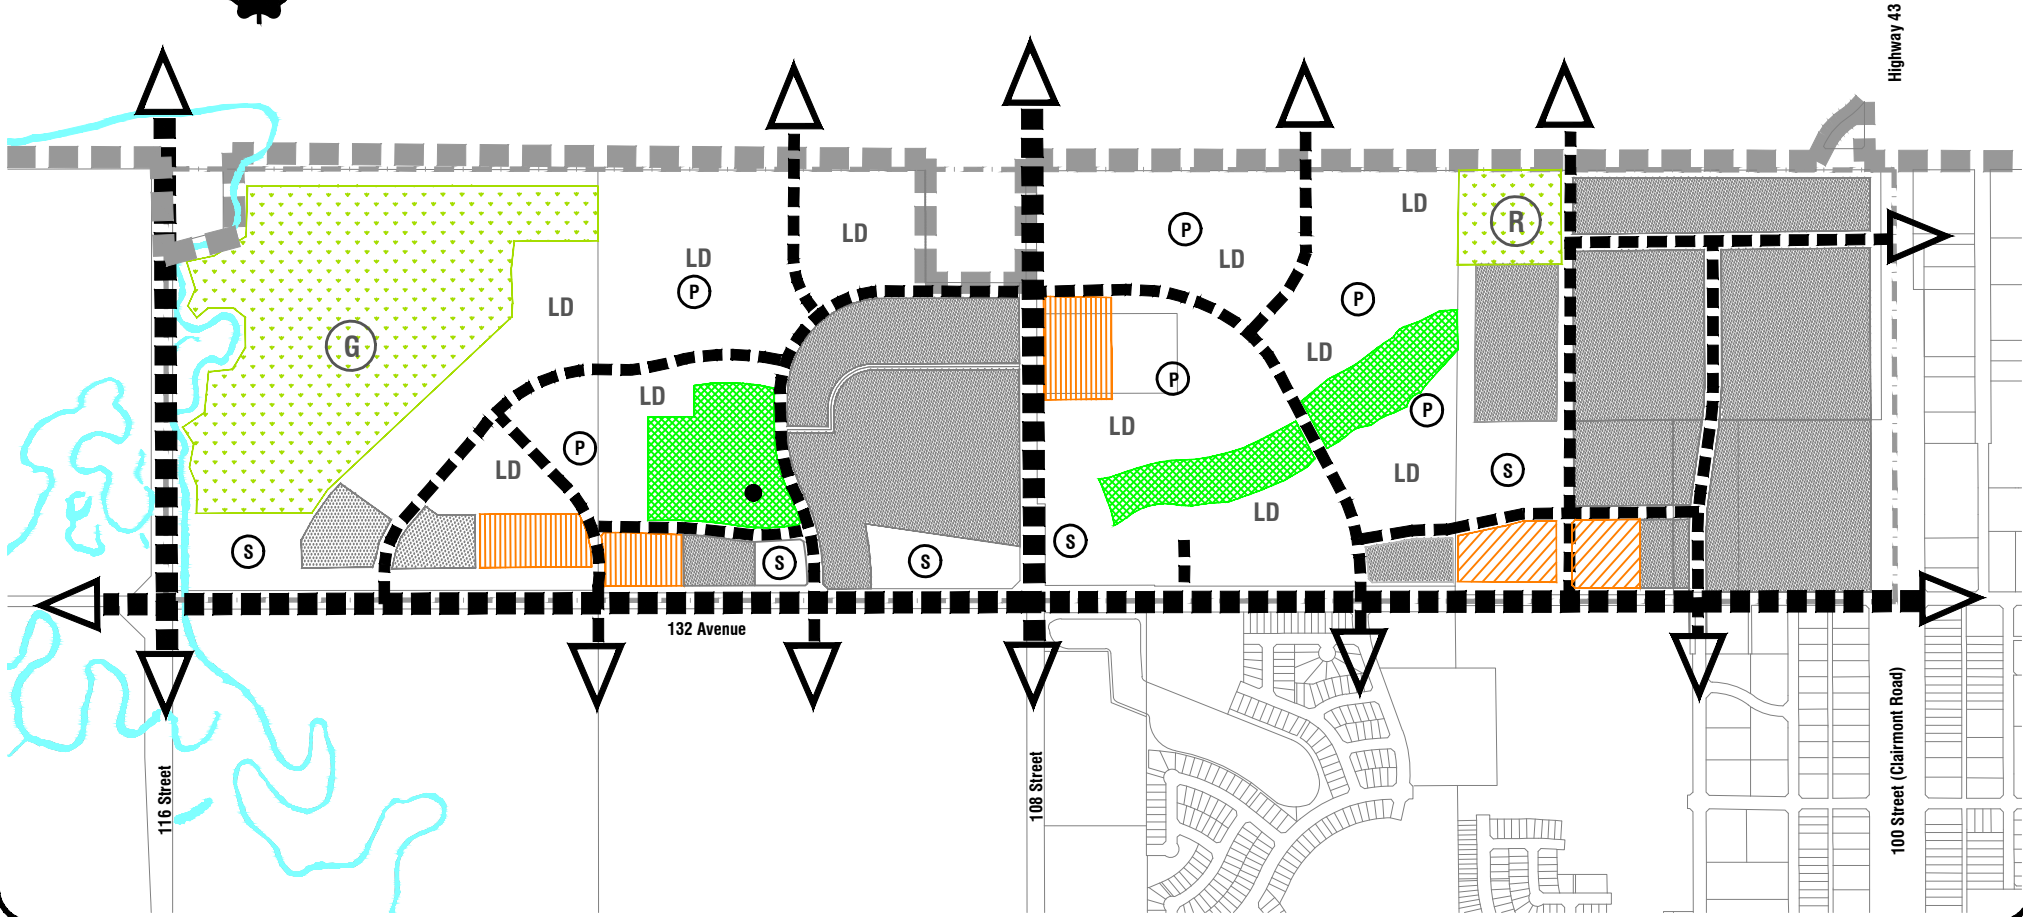 Highway 43
LD
R
LD
P
LD
LD
P
LD
P
G
LD
P
LD
P
LD
P
LD
P
LD
LD
S
LD
S
S
S
S
132 Avenue
116 Street
108 Street
100 Street (Clairmont Road)